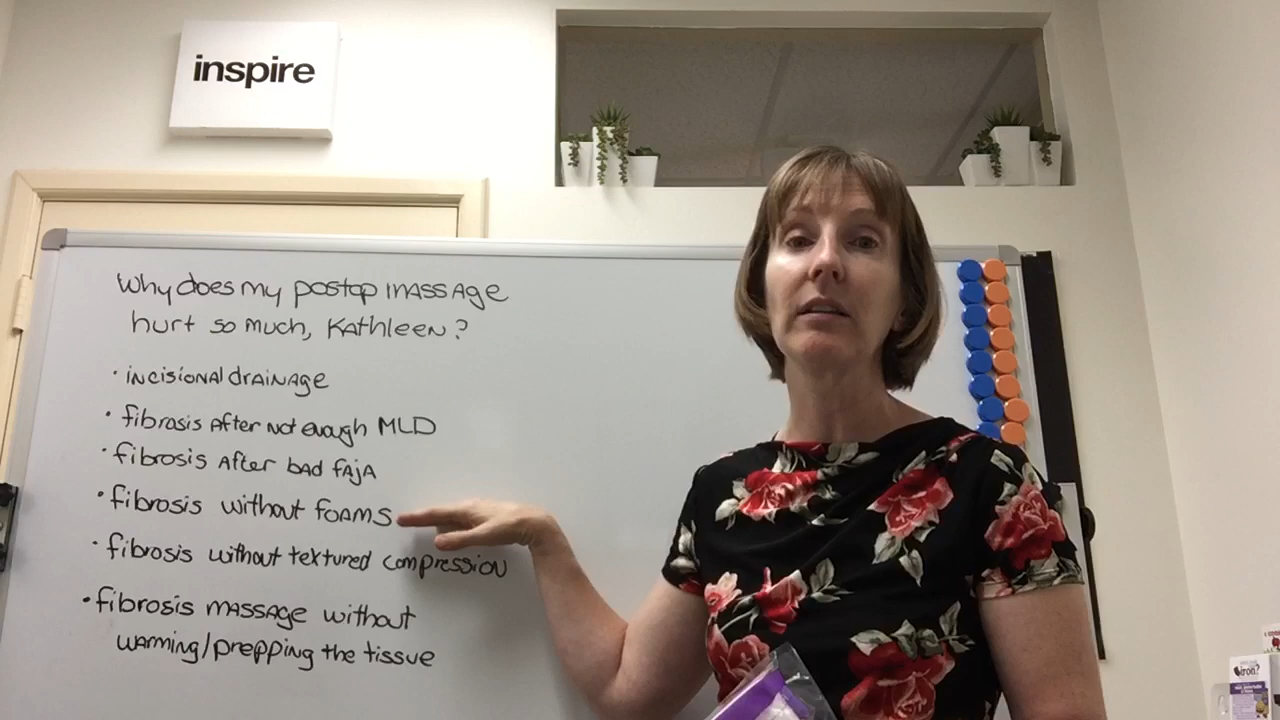 inspire
Why does my postop massage
hurt so much, Kathleen?
• incisional drainage
• fibrosis after not enough MLD
• fibrosis after bad faja
• fibrosis without foams
• fibrosis without textured compression
• fibrosis massage without
warming/prepping the tissue
iron?